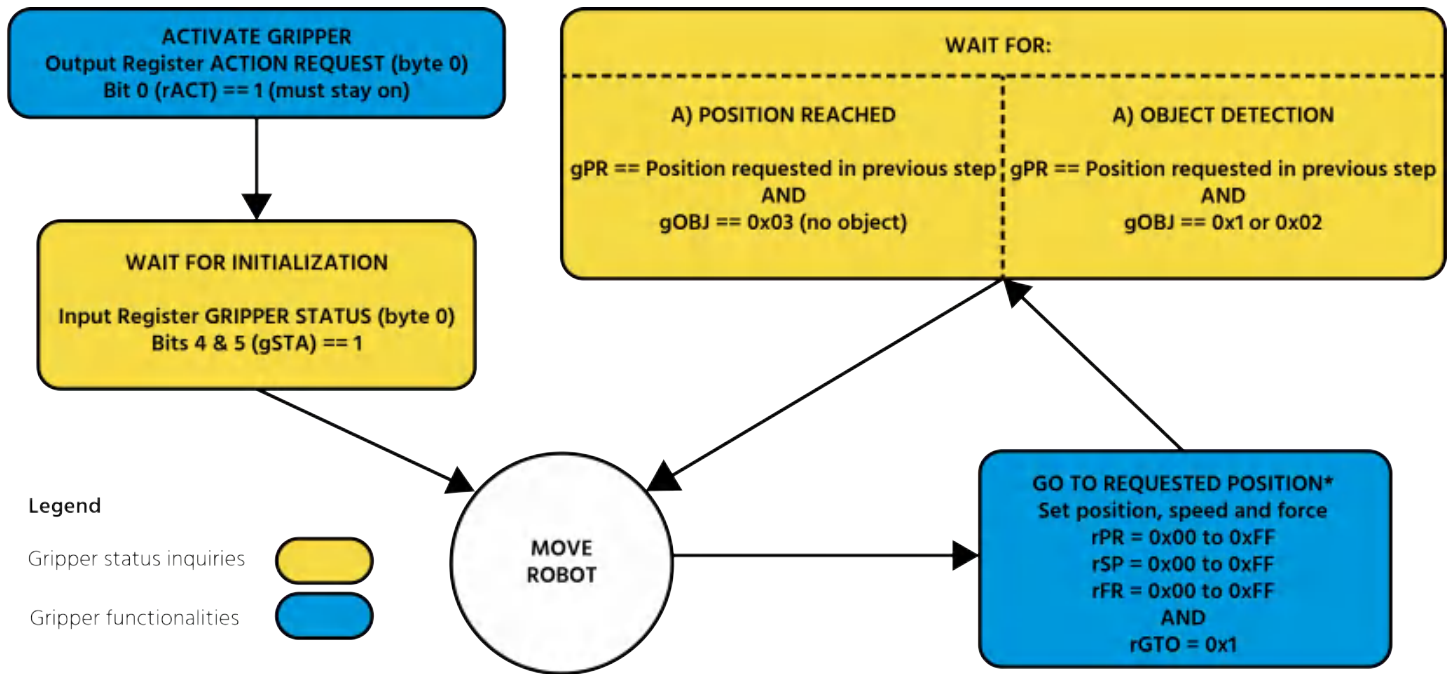 ACTIVATE GRIPPER
Output Register ACTION REQUEST (byte 0)
Bit 0 (rACT) == 1 (must stay on)
WAIT FOR INITIALIZATION
Input Register GRIPPER STATUS (byte 0)
Bits 4 & 5 (gSTA) == 1
WAIT FOR:
A) POSITION REACHED
gPR == Position requested in previous step
AND
gOBJ == 0x03 (no object)
A) OBJECT DETECTION
gPR == Position requested in previous step
AND
gOBJ == 0x1 or 0x02
MOVE
ROBOT
GO TO REQUESTED POSITION*
Set position, speed and force
rPR = 0x00 to 0xFF
rSP = 0x00 to 0xFF
rFR = 0x00 to 0xFF
AND
rGTO = 0x1
Legend
Gripper status inquiries
Gripper functionalities